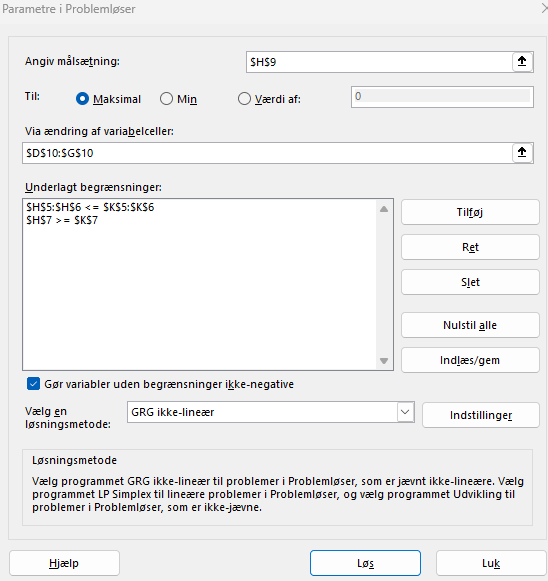 Parametre i Problemløser
Angiv målsætning:
$H$9
Til:
Maksimal
Min
Værdi af:
0
Via ændring af variabelceller:
$D$10:$G$10
Underlagt begrænsninger:
$H$5:$H$6 <= $K$5:$K$6
$H$7 >= $K$7
Tilføj
Ret
Slet
Nulstil alle
Indlæs/gem
Gør variabler uden begrænsninger ikke-negative
Vælg en
løsningsmetode:
GRG ikke-lineær
Indstillinger
Løsningsmetode
Vælg programmet GRG ikke-lineær til problemer i Problemløser, som er jævnt ikke-lineære. Vælg
programmet LP Simplex til lineære problemer i Problemløser, og vælg programmet Udvikling til
problemer i Problemløser, som er ikke-jævne.
Hjælp
Løs
Luk